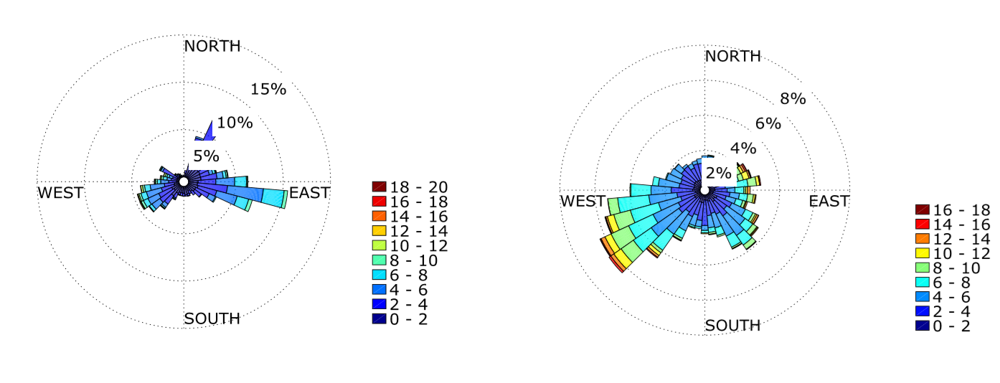 NORTH
15%
10%
5%
WEST
EAST
SOUTH
18 - 20
16 - 18
14 - 16
12 - 14
10 - 12
8 - 10
6 - 8
4 - 6
2 - 4
0 - 2
NORTH
8%
6%
4%
2%
WEST
EAST
SOUTH
16 - 18
14 - 16
12 - 14
10 - 12
8 - 10
6 - 8
4 - 6
2 - 4
0 - 2